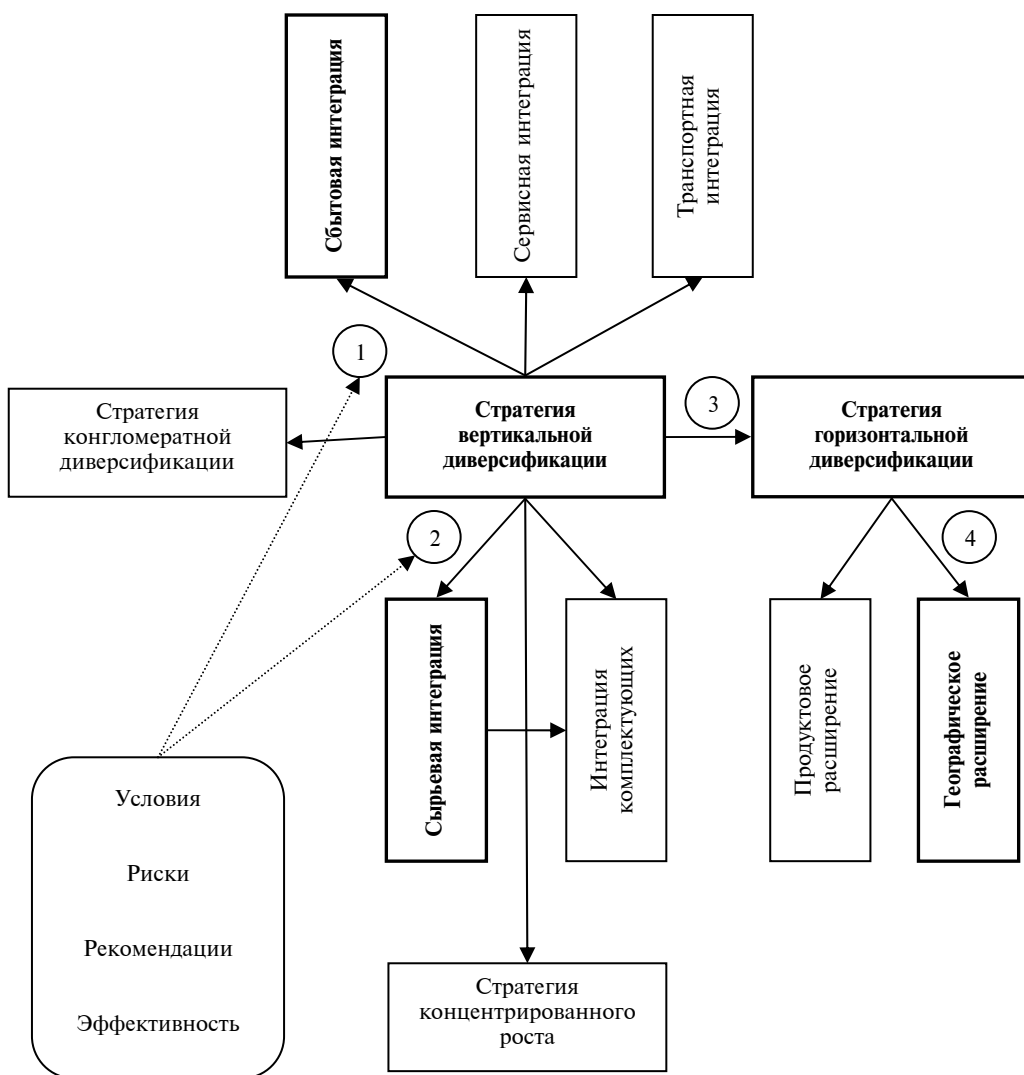 Сбытовая интеграция
Сервисная интеграция
Транспортная
интеграция
1
Стратегия
конгломератной
диверсификации
Стратегия
вертикальной
диверсификации
3
Стратегия
горизонтальной
диверсификации
2
4
Сырьевая интеграция
Интеграция
комплектующих
Продуктовое
расширение
Географическое
расширение
Условия
Риски
Рекомендации
Эффективность
Стратегия
концентрированного
роста